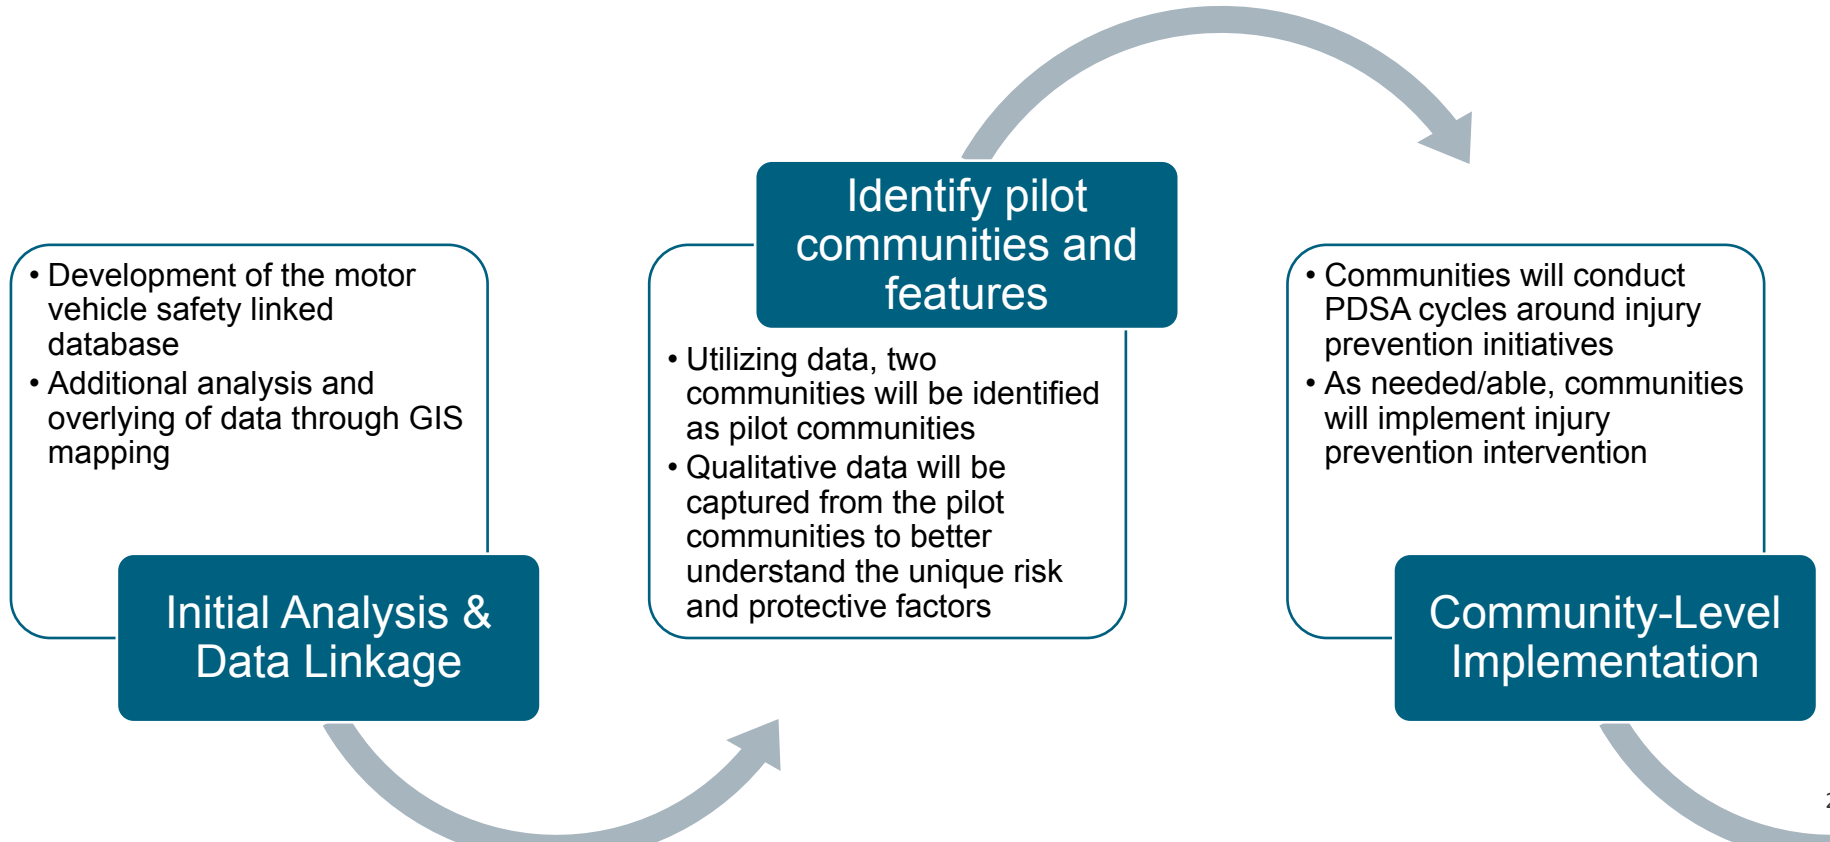 • Development of the motor
vehicle safety linked
database
• Additional analysis and
overlying of data through GIS
mapping
Initial Analysis &
Data Linkage
Identify pilot
communities and
features
• Utilizing data, two
communities will be identified
as pilot communities
• Qualitative data will be
captured from the pilot
communities to better
understand the unique risk
and protective factors
• Communities will conduct
PDSA cycles around injury
prevention initiatives
• As needed/able, communities
will implement injury
prevention intervention
Community-Level
Implementation